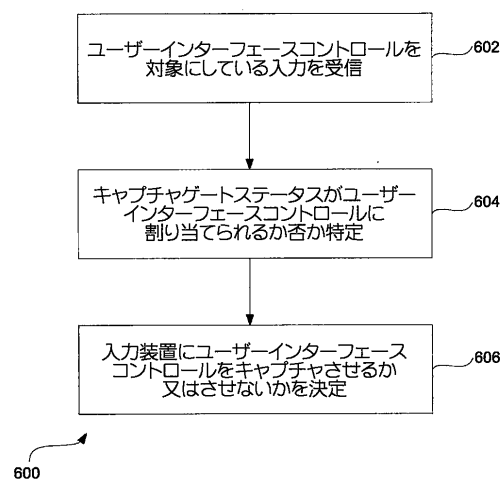 ユーザーインターフェースコントロールを
対象にしている入力を受信
602
キャプチャゲートステータスがユーザー
インターフェースコントロールに
割り当てられるか否か特定
604
入力装置にユーザーインターフェース
コントロールをキャプチャさせるか
又はさせないかを決定
606
600